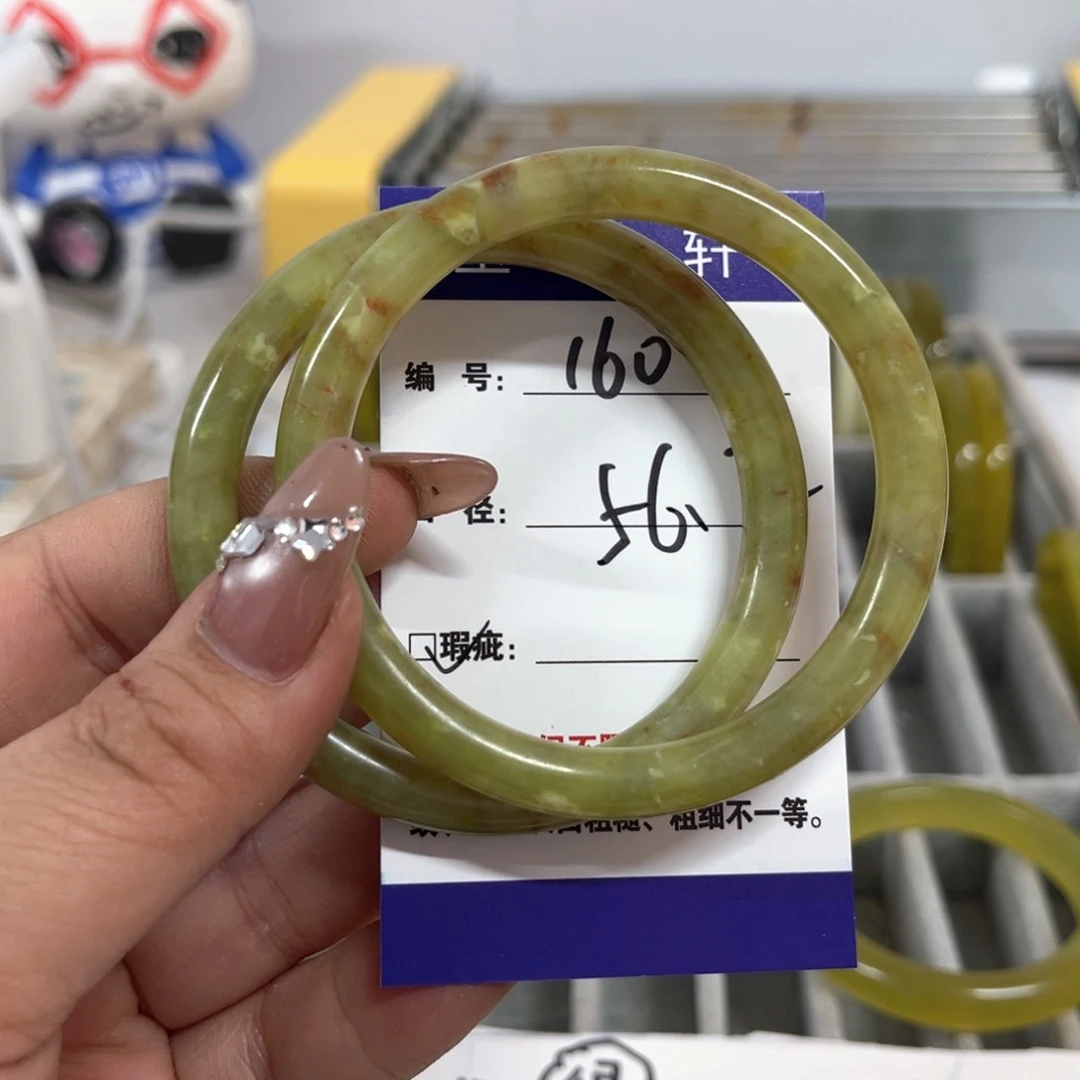 轩
编 号: 160
径: 56
瑕疵:
粗细不一等。